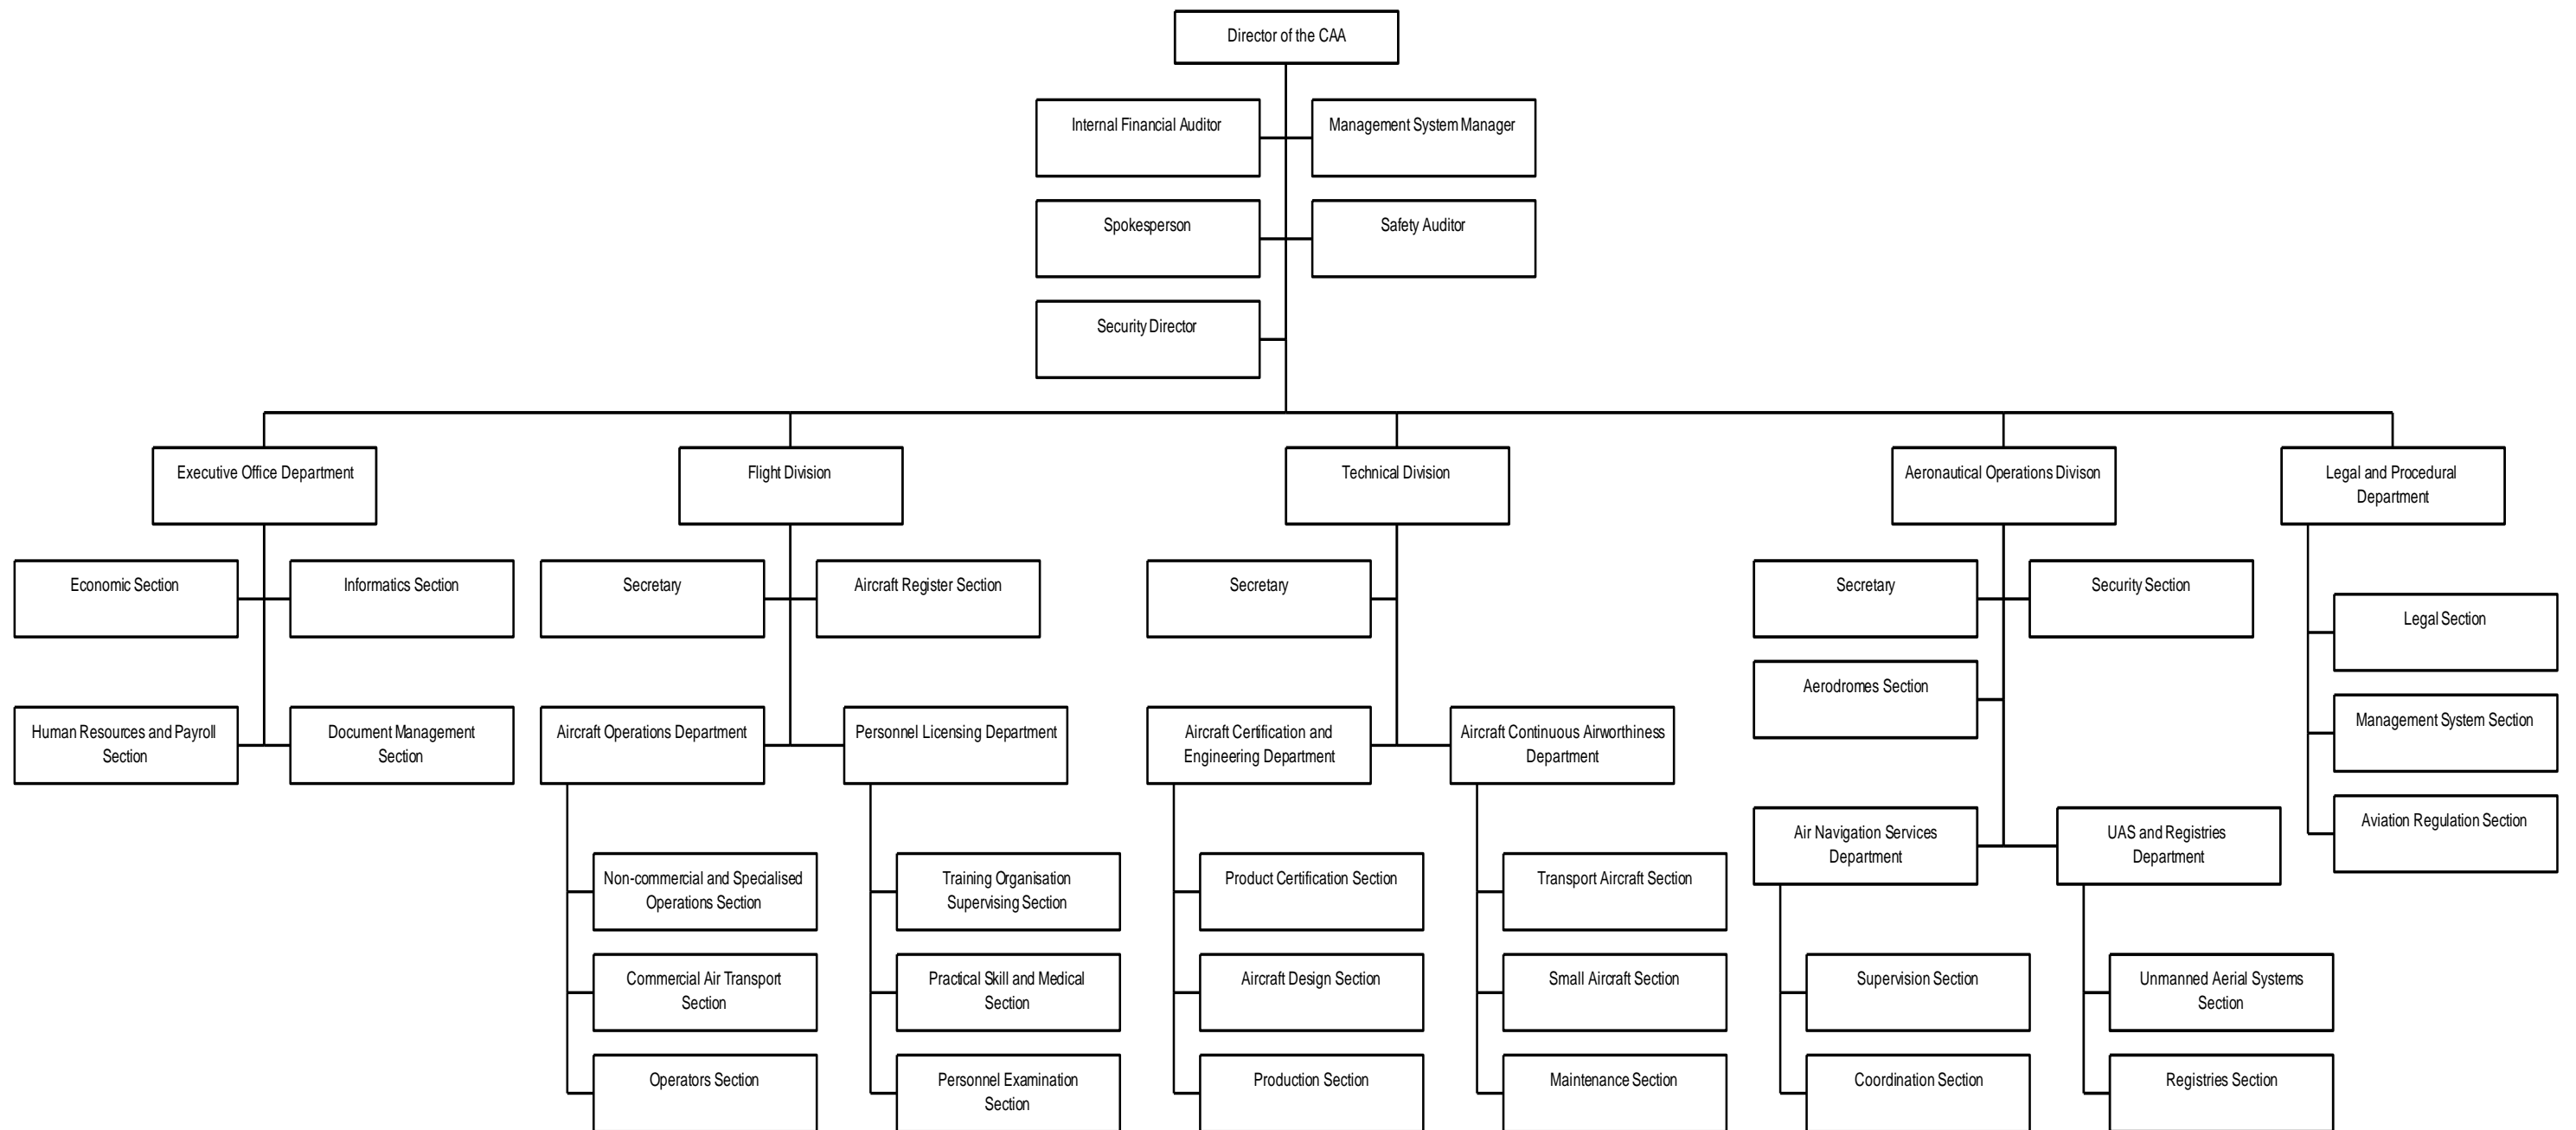 Director of the CAA
Internal Financial Auditor
Management System Manager
Spokesperson
Safety Auditor
Security Director
Executive Office Department
Flight Division
Technical Division
Aeronautical Operations Divison
Legal and Procedural
Department
Economic Section
Informatics Section
Secretary
Aircraft Register Section
Secretary
Secretary
Security Section
Legal Section
Aerodromes Section
Human Resources and Payroll
Section
Document Management
Section
Aircraft Operations Department
Personnel Licensing Department
Aircraft Certification and
Engineering Department
Aircraft Continuous Airworthiness
Department
Management System Section
Air Navigation Services
Department
UAS and Registries
Department
Aviation Regulation Section
Non-commercial and Specialised
Operations Section
Training Organisation
Supervising Section
Product Certification Section
Transport Aircraft Section
Commercial Air Transport
Section
Practical Skill and Medical
Section
Aircraft Design Section
Small Aircraft Section
Supervision Section
Unmanned Aerial Systems
Section
Operators Section
Personnel Examination
Section
Production Section
Maintenance Section
Coordination Section
Registries Section